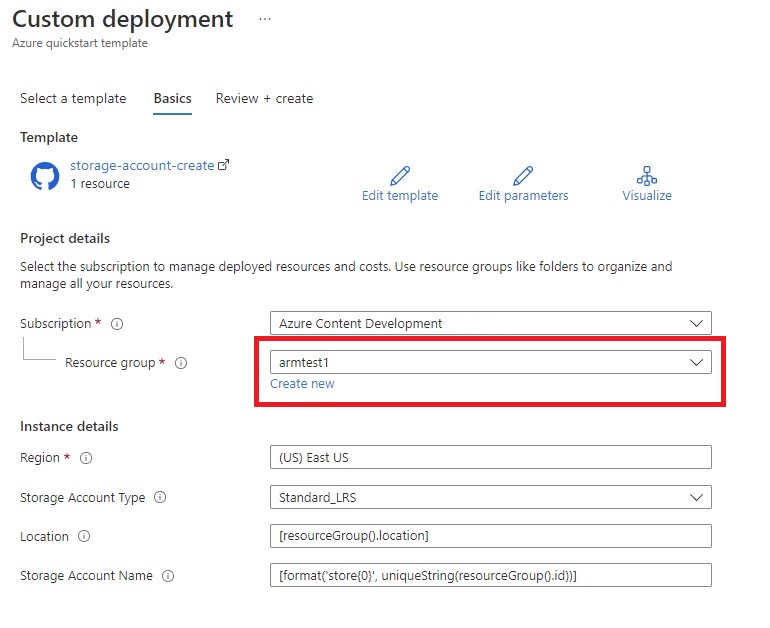 Custom deployment ...
Azure quickstart template
Select a template Basics Review + create
Template
storage-account-create
1 resource
Edit template Edit parameters Visualize
Project details
Select the subscription to manage deployed resources and costs. Use resource groups like folders to organize and
manage all your resources.
Subscription * Azure Content Development
Resource group * armtest1
Create new
Instance details
Region * (US) East US
Storage Account Type Standard_LRS
Location [resourceGroup().location]
Storage Account Name [format('store{0}', uniqueString(resourceGroup().id))]